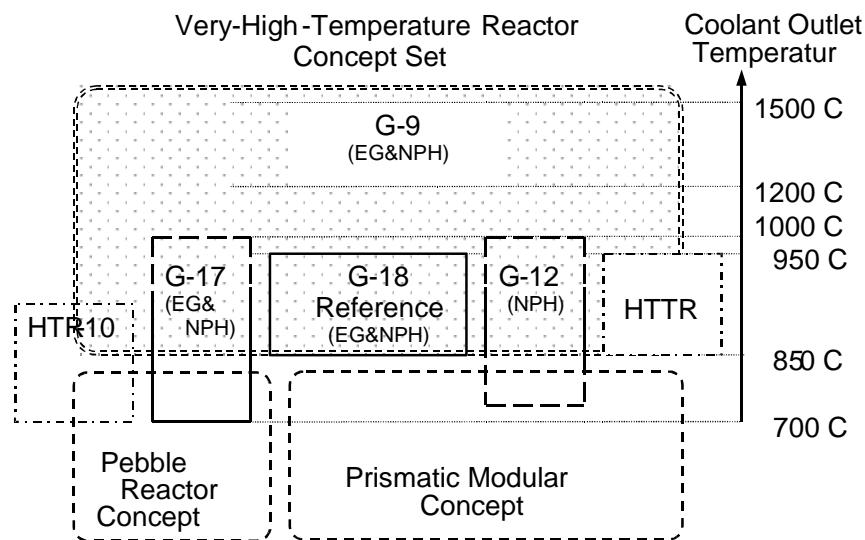 Very-High-Temperature Reactor
Concept Set
Coolant Outlet
Temperatur
G-9
(EG&NPH)
1500 C
1200 C
1000 C
950 C
G-17
(EG&
NPH)
G-18
Reference
(EG&NPH)
G-12
(NPH)
HTTR
HTR10
850 C
700 C
Pebble
Reactor
Concept
Prismatic Modular
Concept